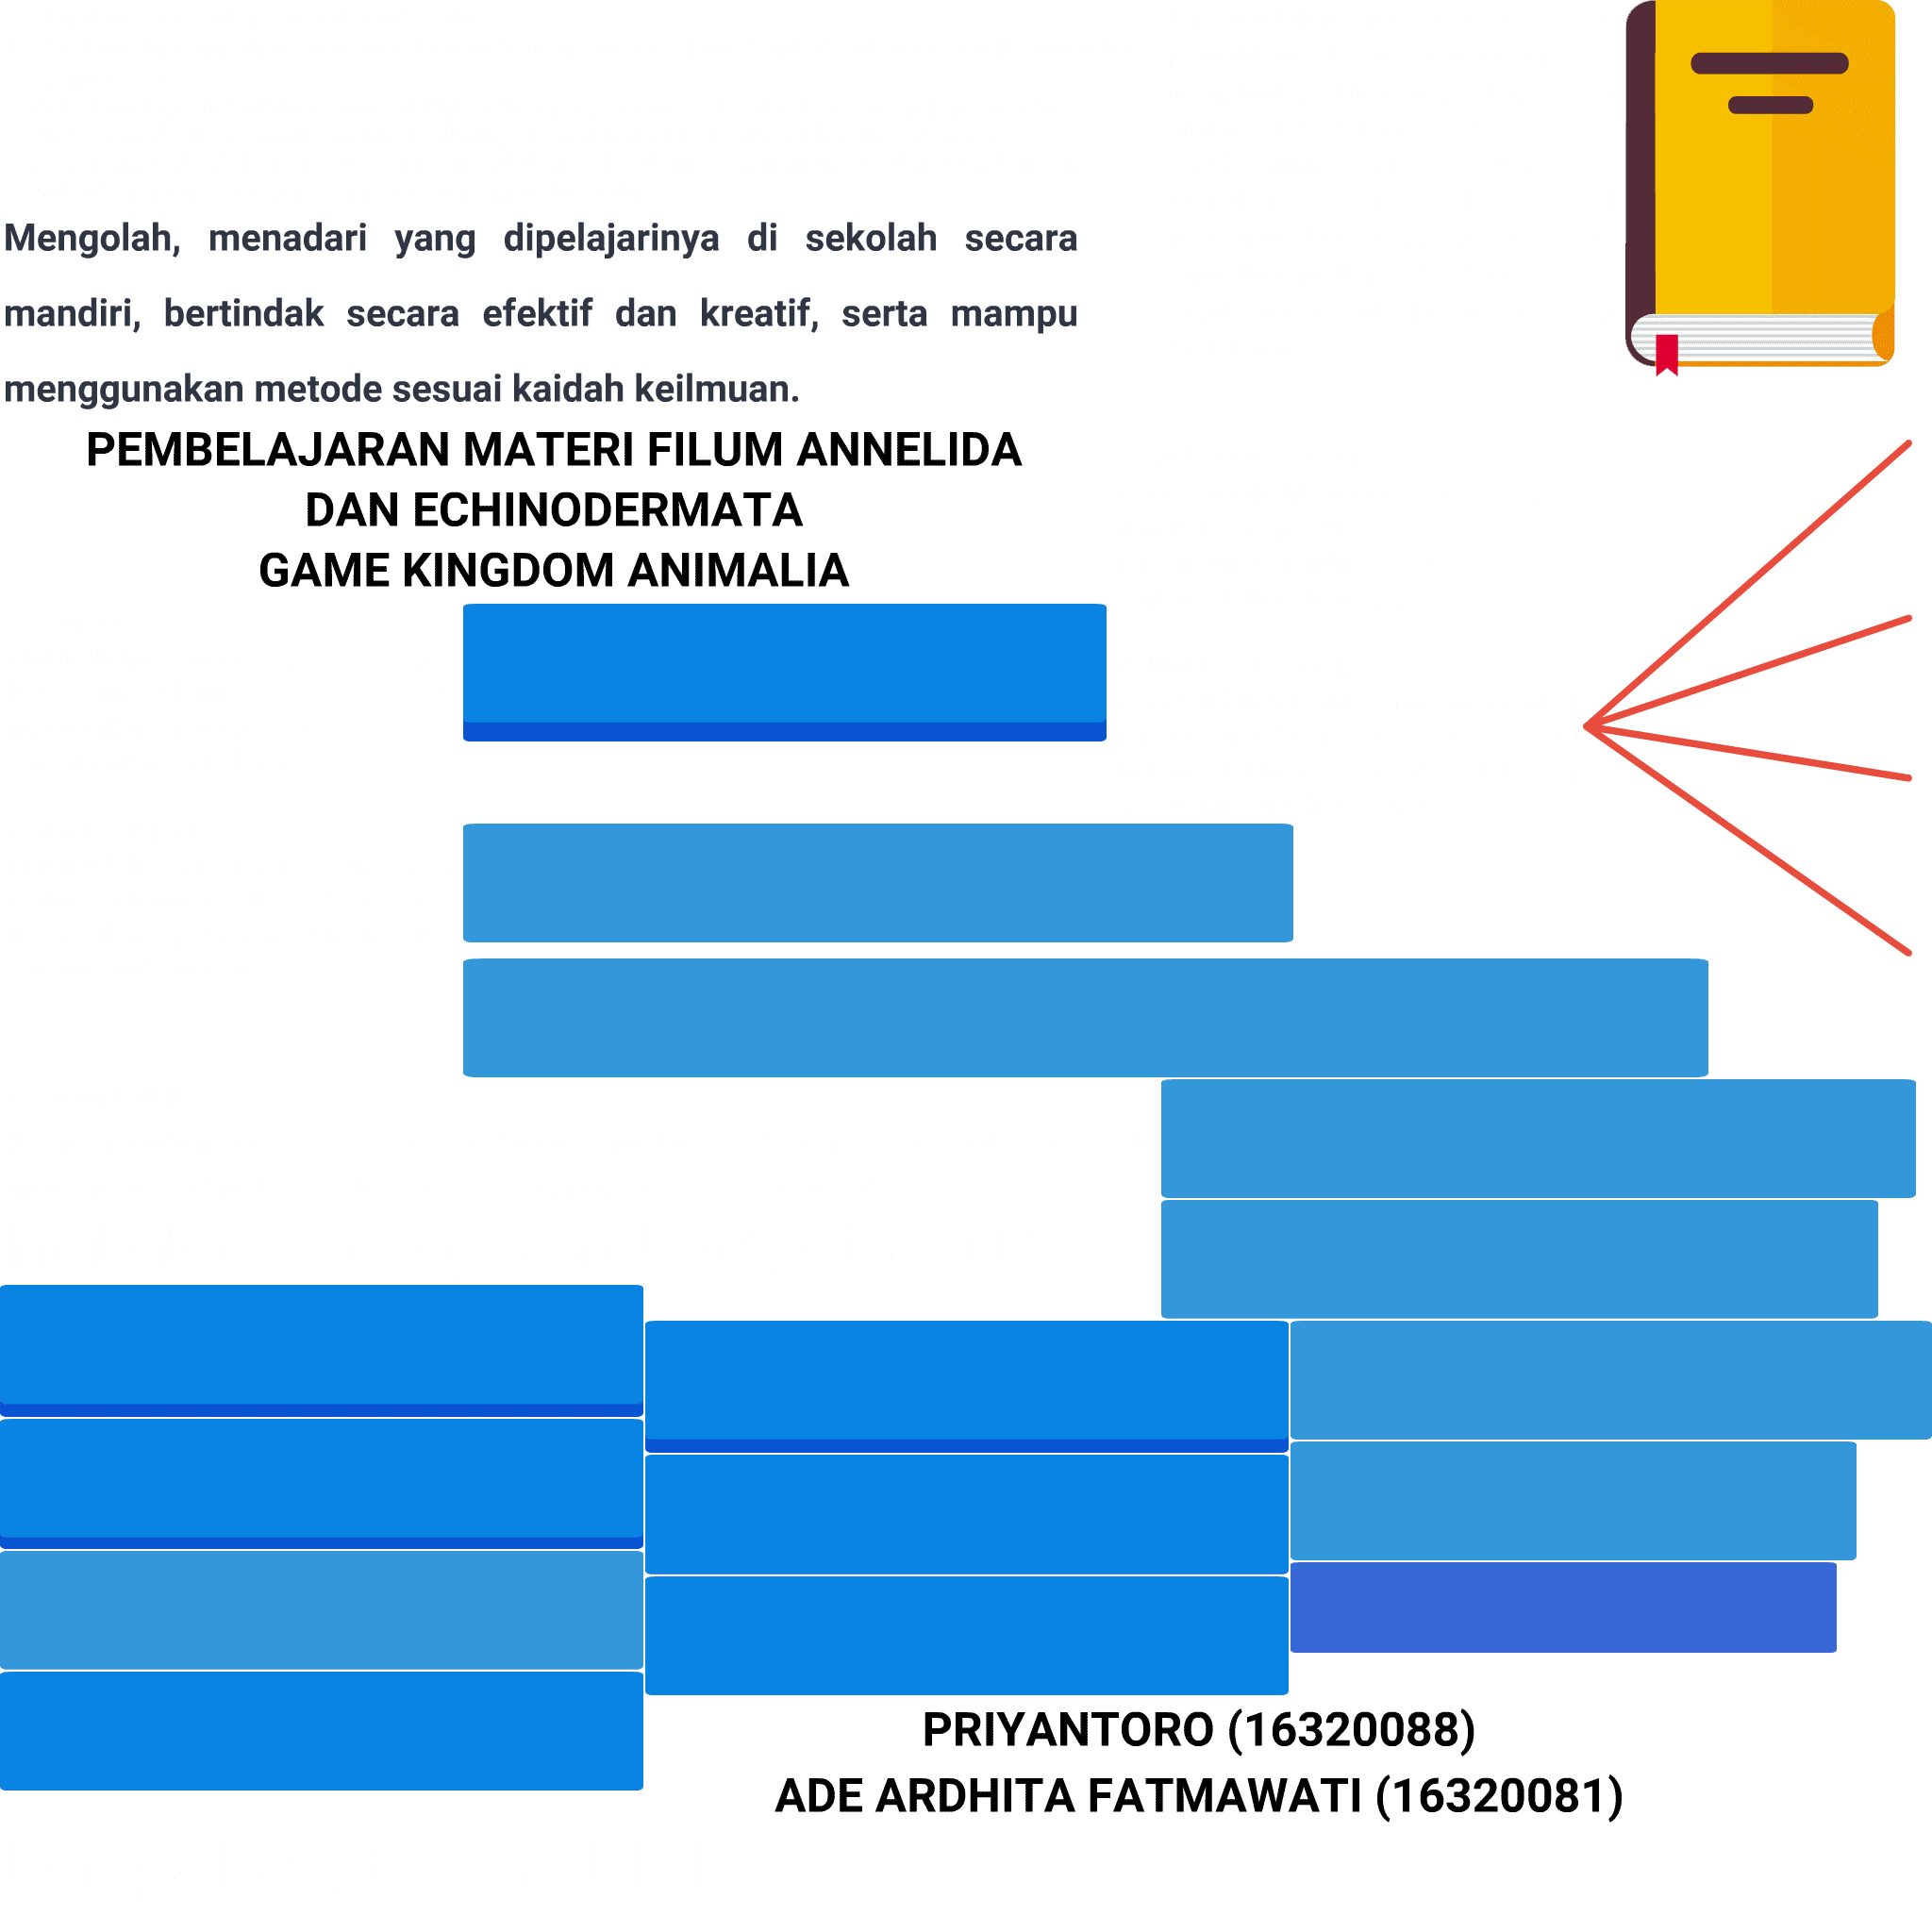 Mengolah, menadari yang dipelajarinya di sekolah secara
mandiri, bertindak secara efektif dan kreatif, serta mampu
menggunakan metode sesuai kaidah keilmuan.
PEMBELAJARAN MATERI FILUM ANNELIDA
DAN ECHINODERMATA
GAME KINGDOM ANIMALIA
PRIYANTORO (16320088)
ADE ARDHITA FATMAWATI (16320081)